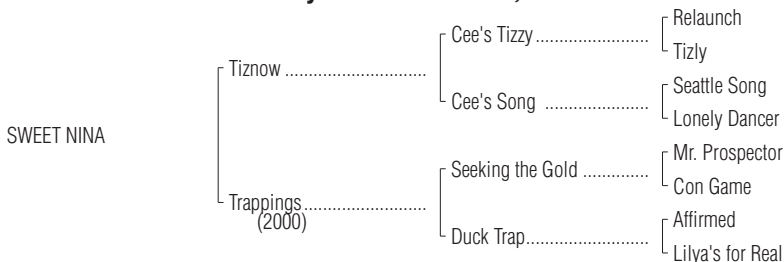 Relaunch
Cee's Tizzy
Tizly
Tiznow
Seattle Song
Cee's Song
Lonely Dancer
SWEET NINA
Mr. Prospector
Seeking the Gold
Con Game
Trappings
(2000)
Affirmed
Duck Trap
Lilya's for Real